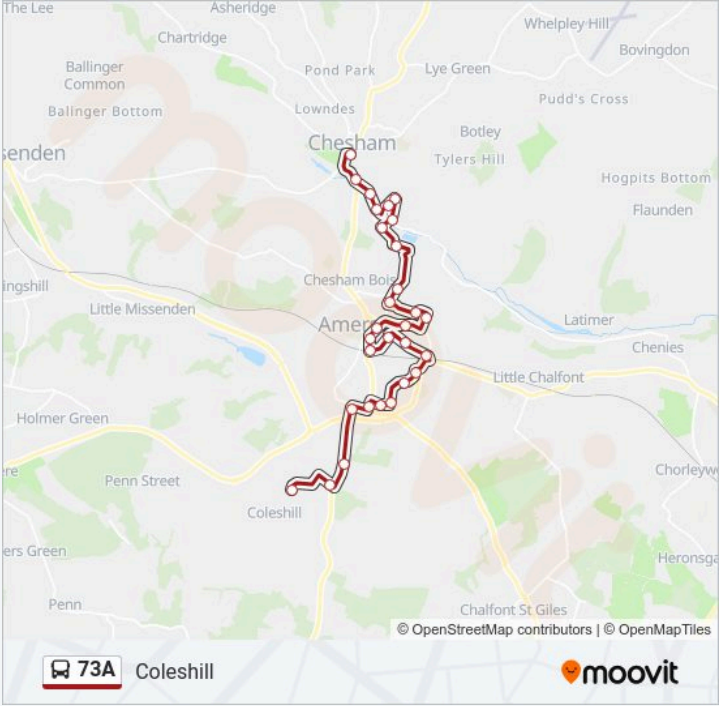 The Lee
Asheridge
Whelpley Hill
Chartridge
Bovingdon
Ballinger
Common
Pond Park
Lye Green
Pudd's Cross
Balinger Bottom
Lowndes
Botley
Chesham
senden
Tylers Hill
Hogpits Bottom
Flaunden
Chesham Bois
ingshill
Little Missenden
Amer
Latimer
Chenies
Little Chalfont
Holmer Green
ere
Penn Street
Chorleyw
Coleshill
ers Green
Heronsga
Penn
Chalfont St Giles
© OpenStreetMap contributors | © OpenMapTiles
73A Coleshill
moovit